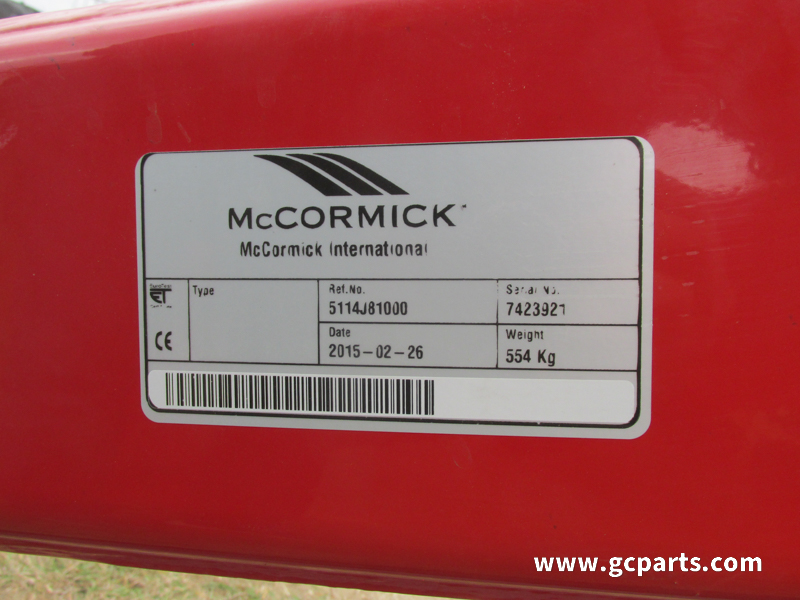 McCORMICK
McCormick International
Type
Ref.No.
5114J81000
Serial No.
7423921
CE
Date
2015-02-26
Weight
554 Kg
www.gcparts.com